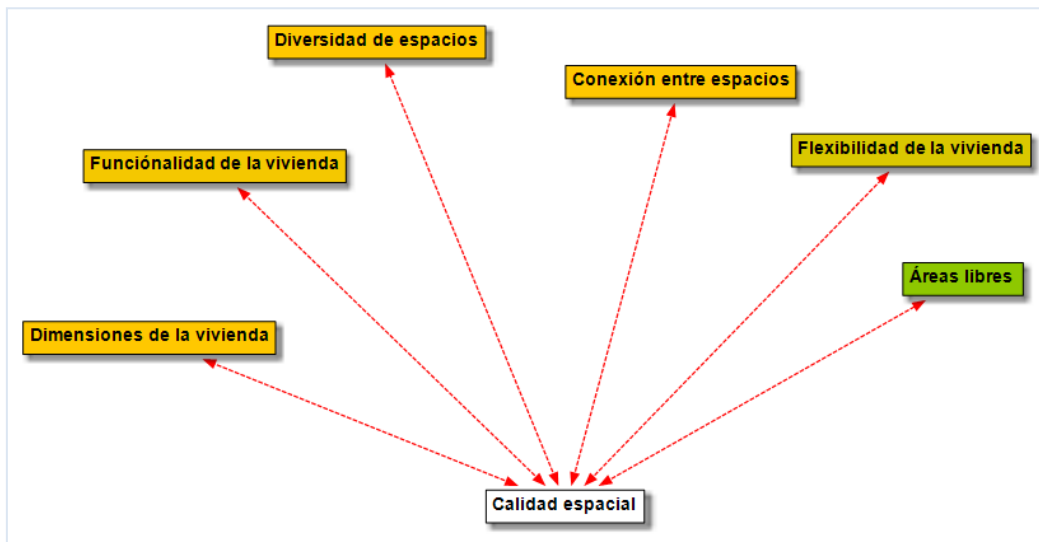 Diversidad de espacios
Conexión entre espacios
Flexibilidad de la vivienda
Funciónalidad de la vivienda
Áreas libres
Dimensiones de la vivienda
Calidad espacial